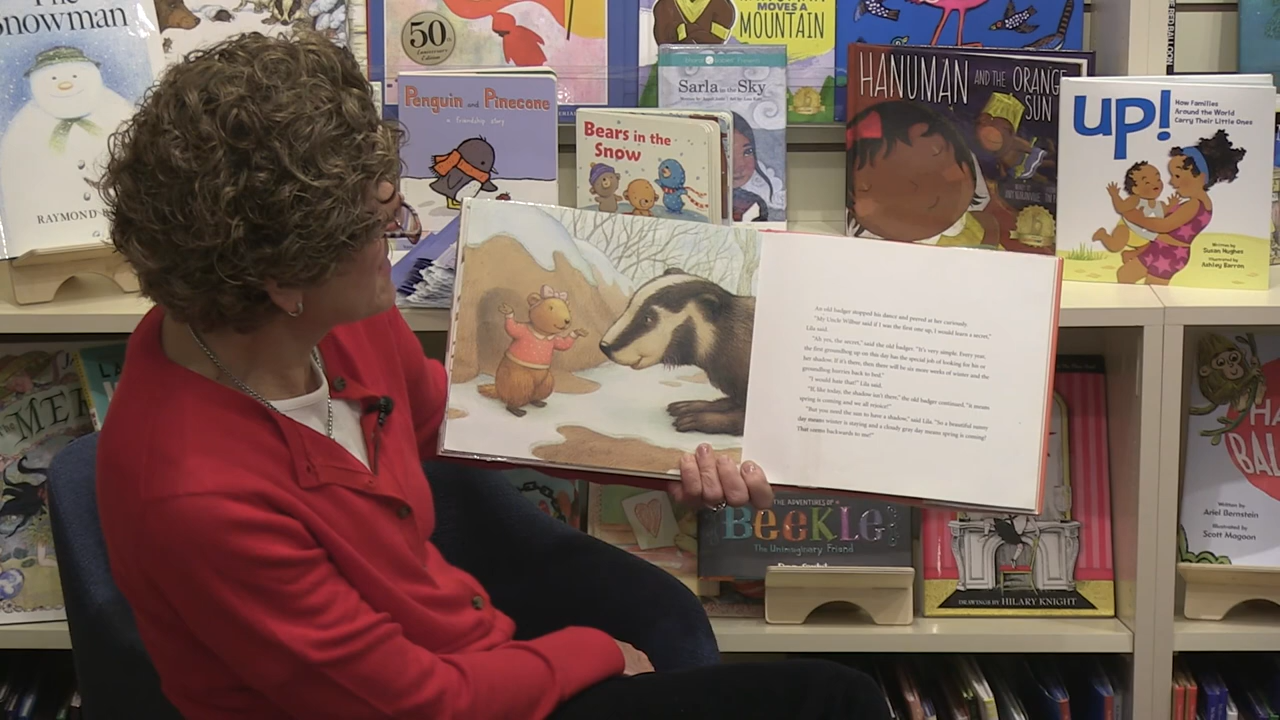 The
Snowman
RAYMOND
50th
Anniversary
Edition
MOVES A
MOUNTAIN
Penguin and Pinecone
a friendship story
Bears in the
Snow
Sarla in the Sky
HANUMAN AND THE ORANGE
SUN
up!
How Families
Around the World
Carry Their Little Ones
Written by
Susan Hughes
Illustrated by
Ashley Barron
An old badger stopped his dance and peered at her curiously.
"My Uncle Wilbur said if I was the first one up, I would learn a secret,"
Lila said.
"Ah yes, the secret," said the old badger. "It's very simple. Every year,
the first groundhog up on this day has the special job of looking for his or
her shadow. If it's there, then there will be six more weeks of winter and the
groundhog hurries back to bed."
"I would hate that!" Lila said.
"If, like today, the shadow isn't there," the old badger continued, "it means
spring is coming and we all rejoice!"
"But you need the sun to have a shadow," said Lila. "So a beautiful sunny
day means winter is staying and a cloudy gray day means spring is coming?
That seems backwards to me!"
THE ADVENTURES OF
BEEKLE
The Unimaginary Friend
DRAWINGS BY HILARY KNIGHT
Written by
Ariel Bernstein
Illustrated by
Scott Magoon